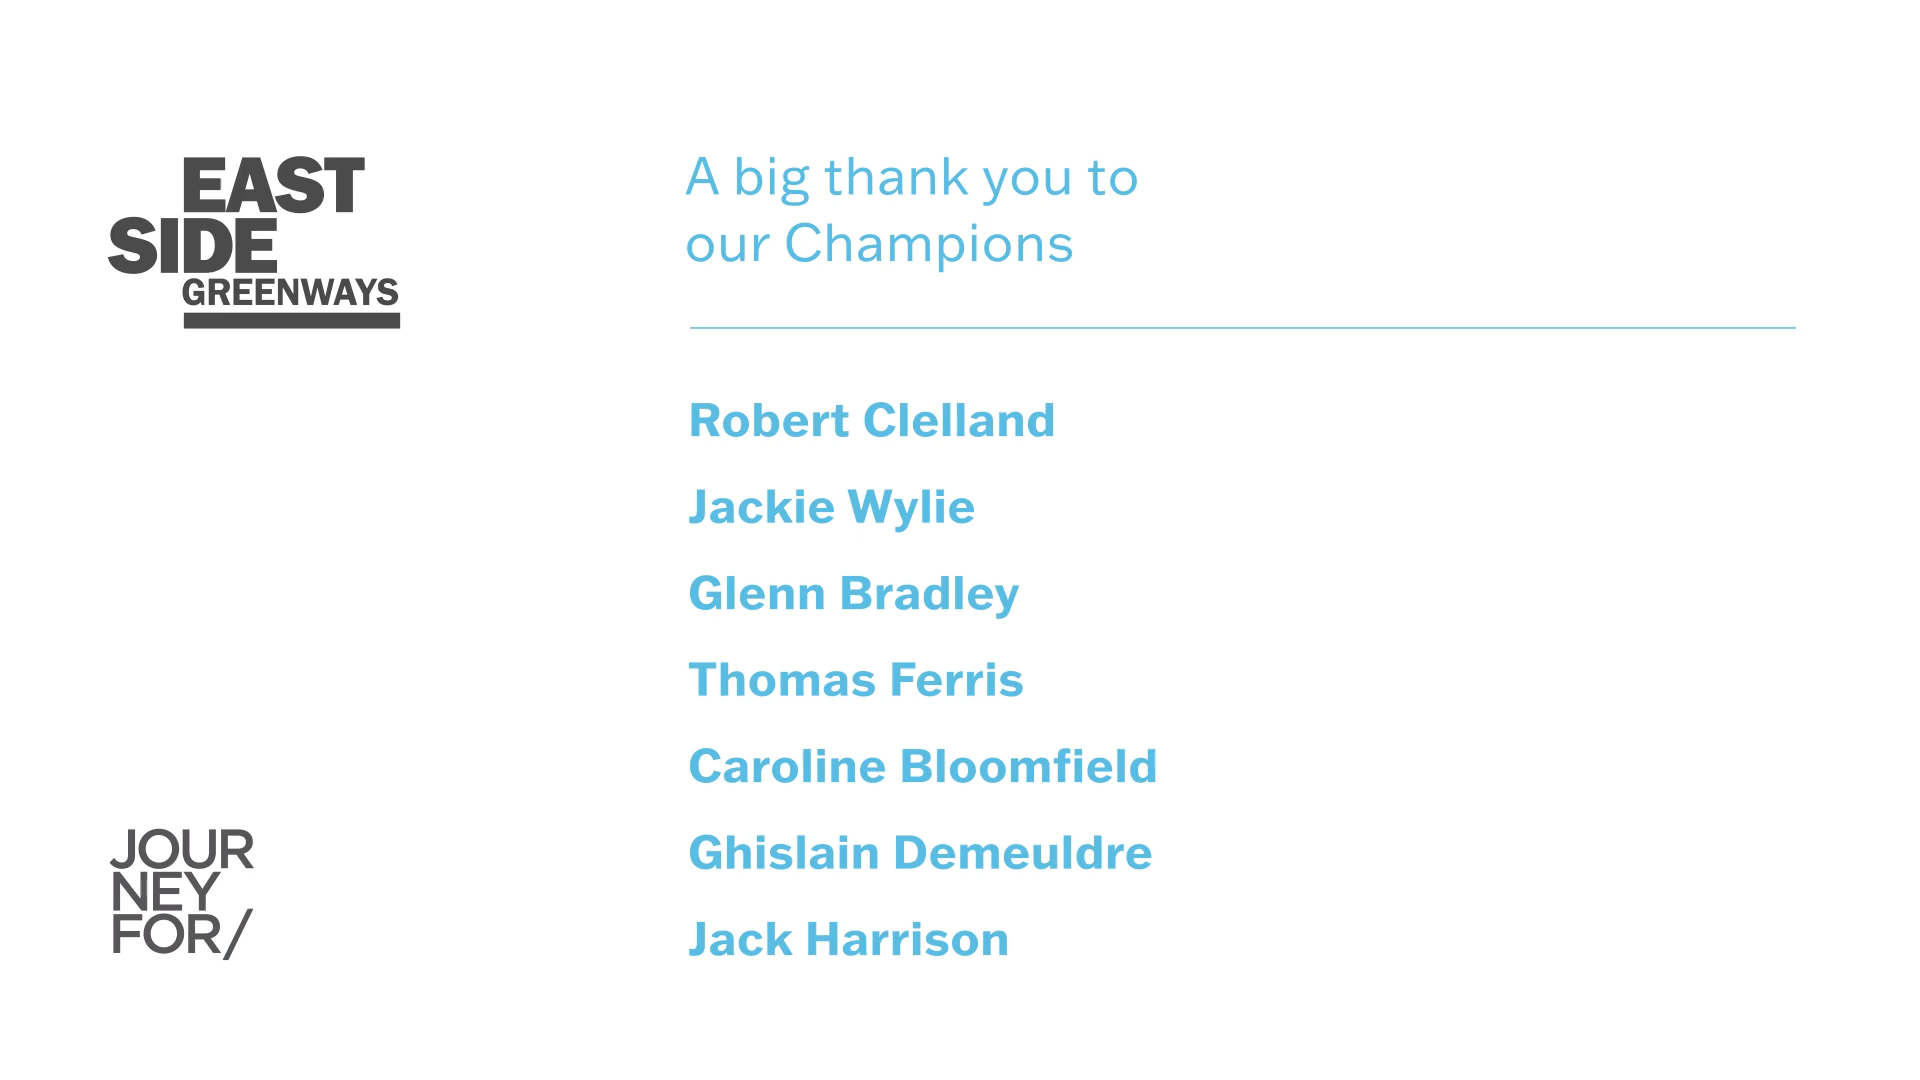 EAST
SIDE
GREENWAYS
A big thank you to
our Champions
Robert Clelland
Jackie Wylie
Glenn Bradley
Thomas Ferris
Caroline Bloomfield
Ghislain Demeuldre
Jack Harrison
JOUR
NEY
FOR/